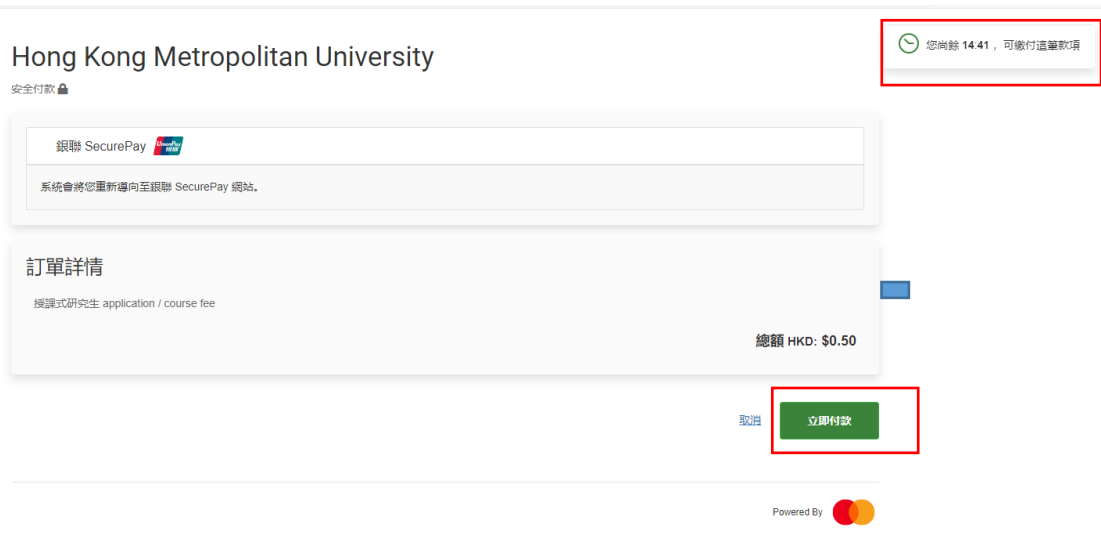 您尚餘 14:41 ，可繳付這筆款項
Hong Kong Metropolitan University
安全付款
銀聯 SecurePay UnionPay 银联
系統會將您重新導向至銀聯 SecurePay 網站。
訂單詳情
授課式研究生 application / course fee
總額 HKD: $0.50
取消
立即付款
Powered By